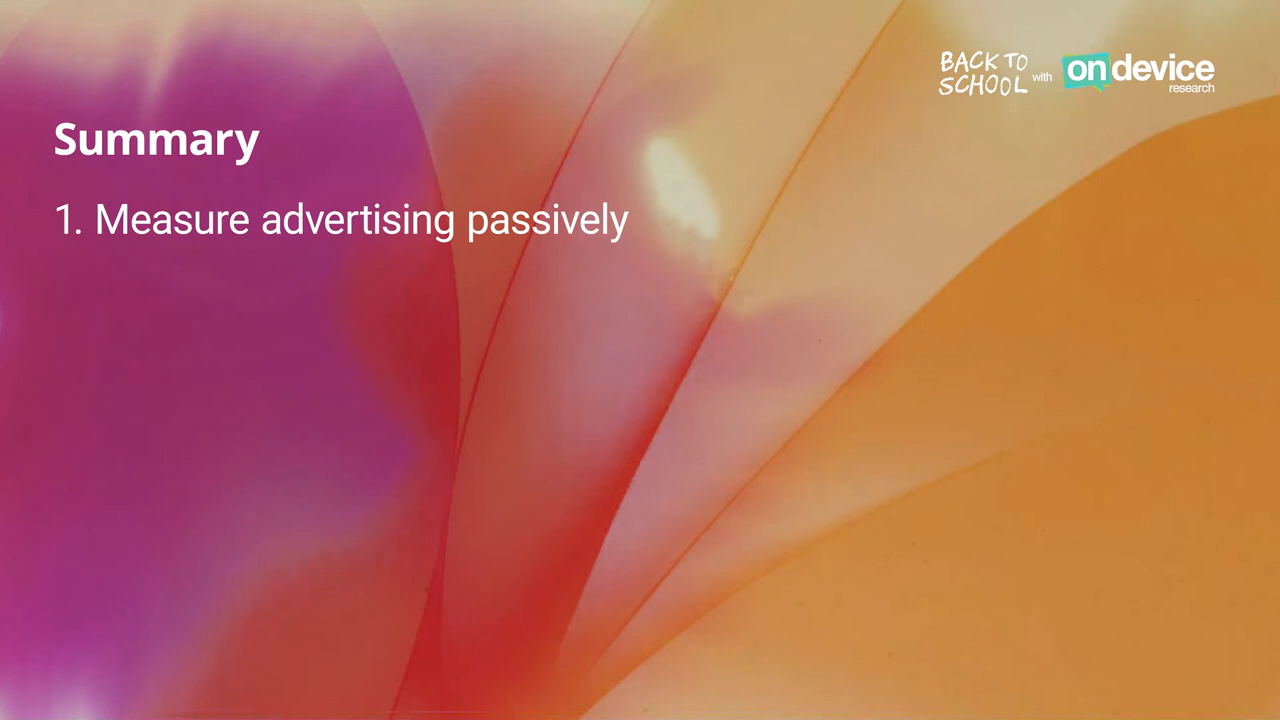 BACK TO
SCHOOL with
ondevice
research
Summary
1. Measure advertising passively